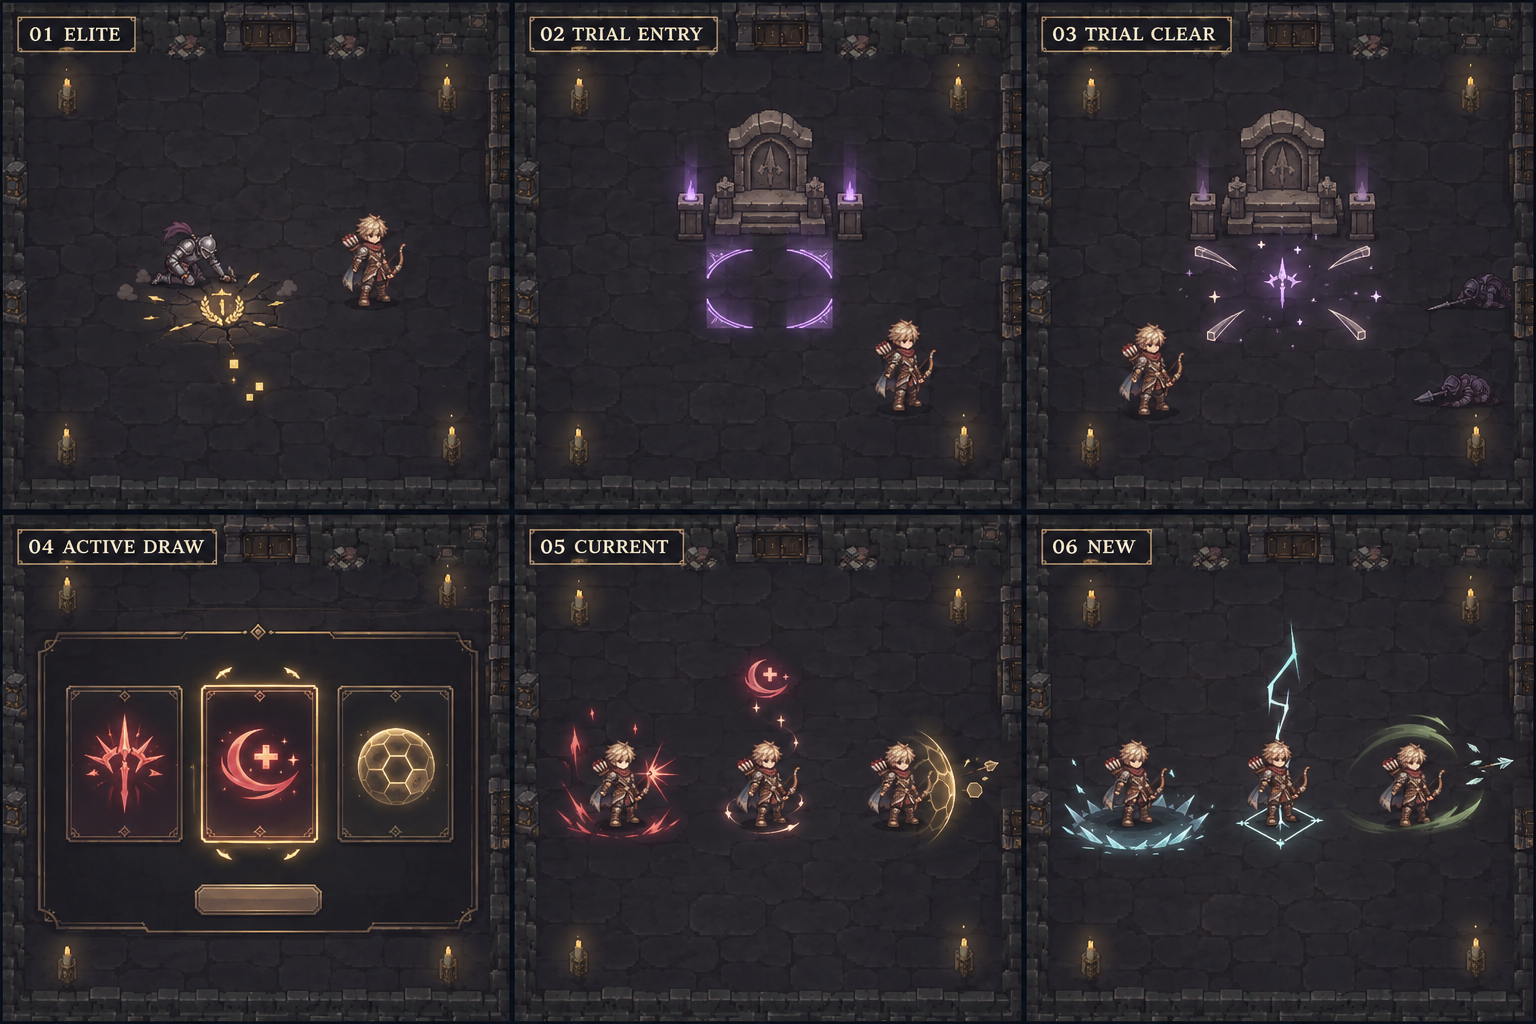 01 ELITE
02 TRIAL ENTRY
03 TRIAL CLEAR
04 ACTIVE DRAW
05 CURRENT
06 NEW